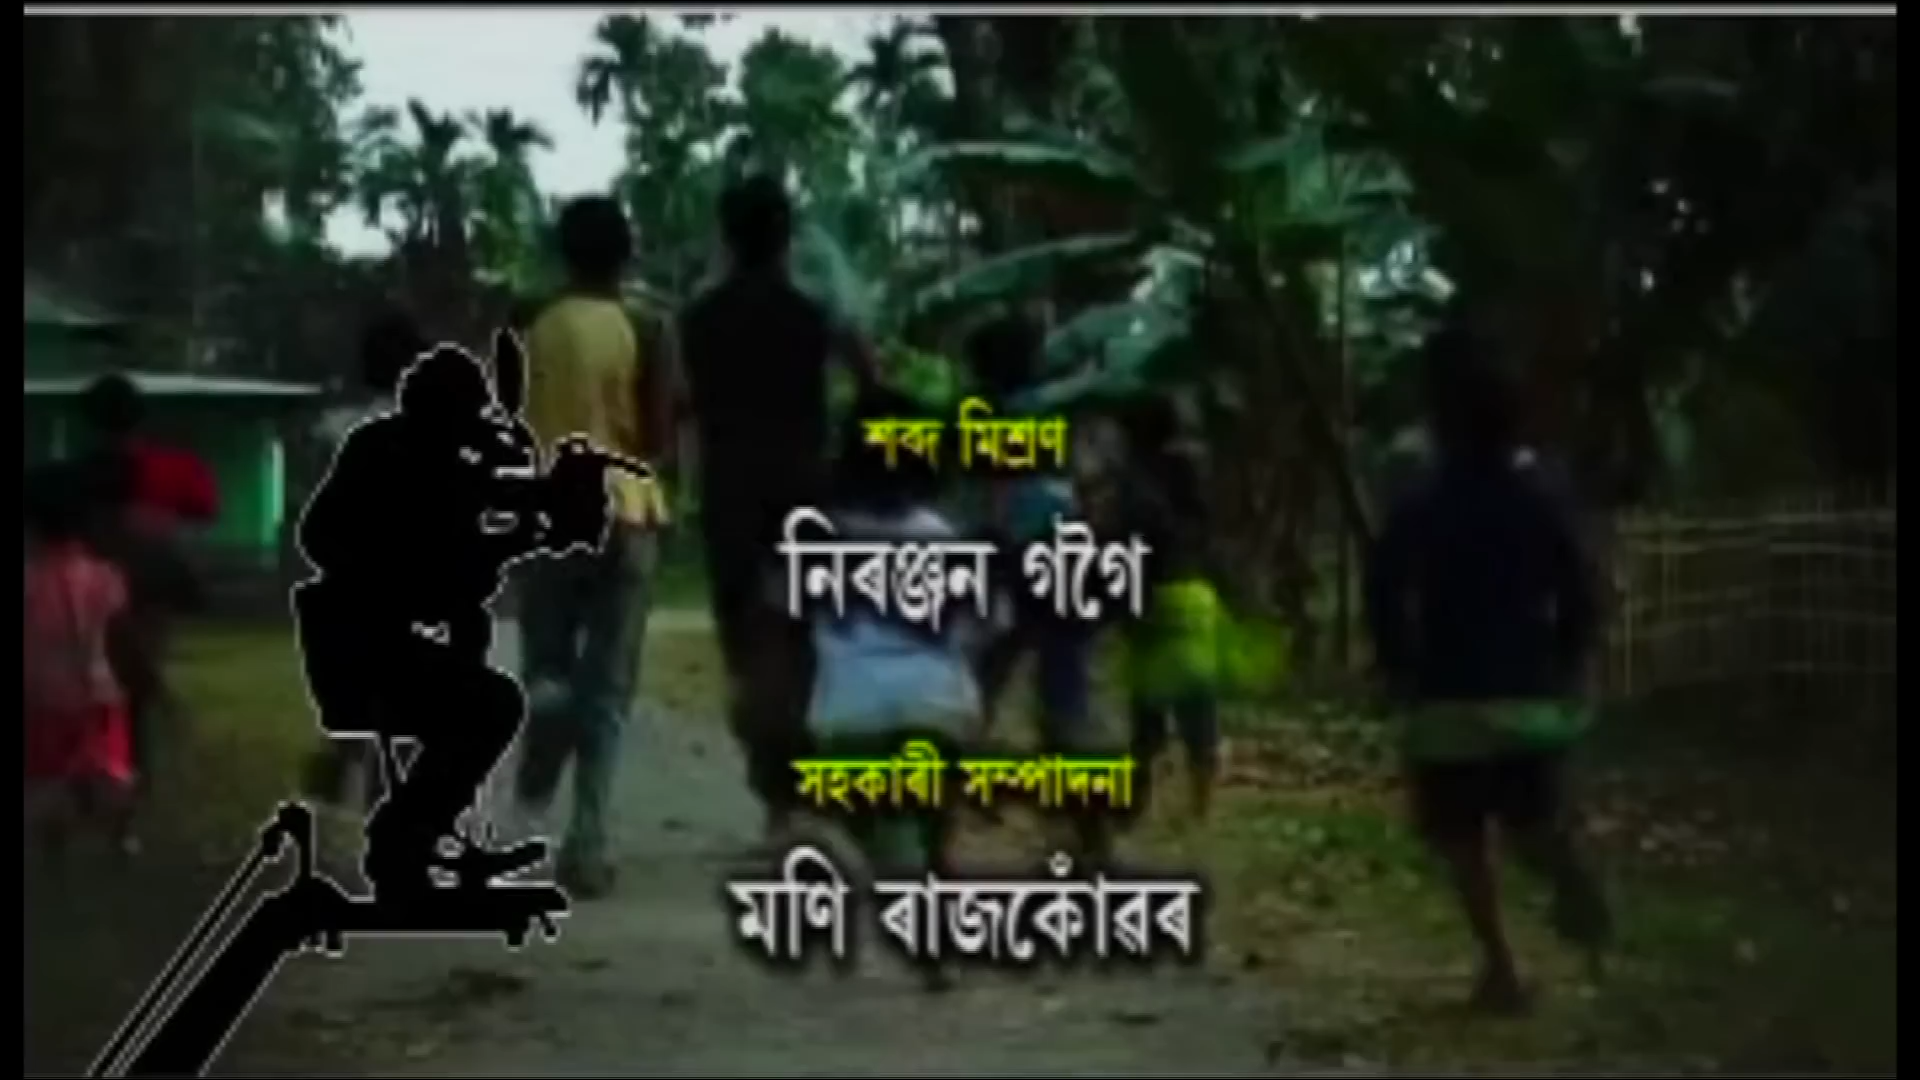 শব্দ মিশ্ৰণ
নিৰঞ্জন গগৈ
সহকাৰী সম্পাদনা
মণি ৰাজকোঁৱৰ